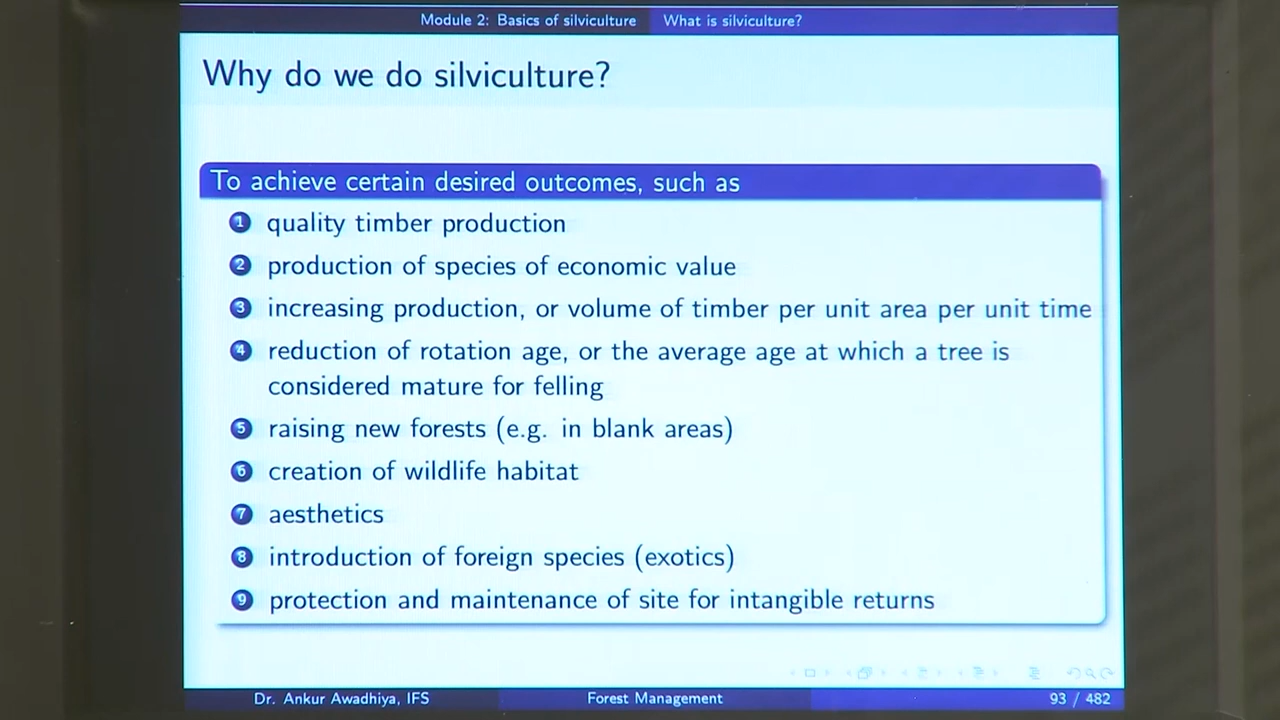 Module 2: Basics of silviculture What is silviculture?
Why do we do silviculture?
To achieve certain desired outcomes, such as
1 quality timber production
2 production of species of economic value
3 increasing production, or volume of timber per unit area per unit time
4 reduction of rotation age, or the average age at which a tree is
considered mature for felling
5 raising new forests (e.g. in blank areas)
6 creation of wildlife habitat
7 aesthetics
8 introduction of foreign species (exotics)
9 protection and maintenance of site for intangible returns
Dr. Ankur Awadhiya, IFS Forest Management 93 / 482